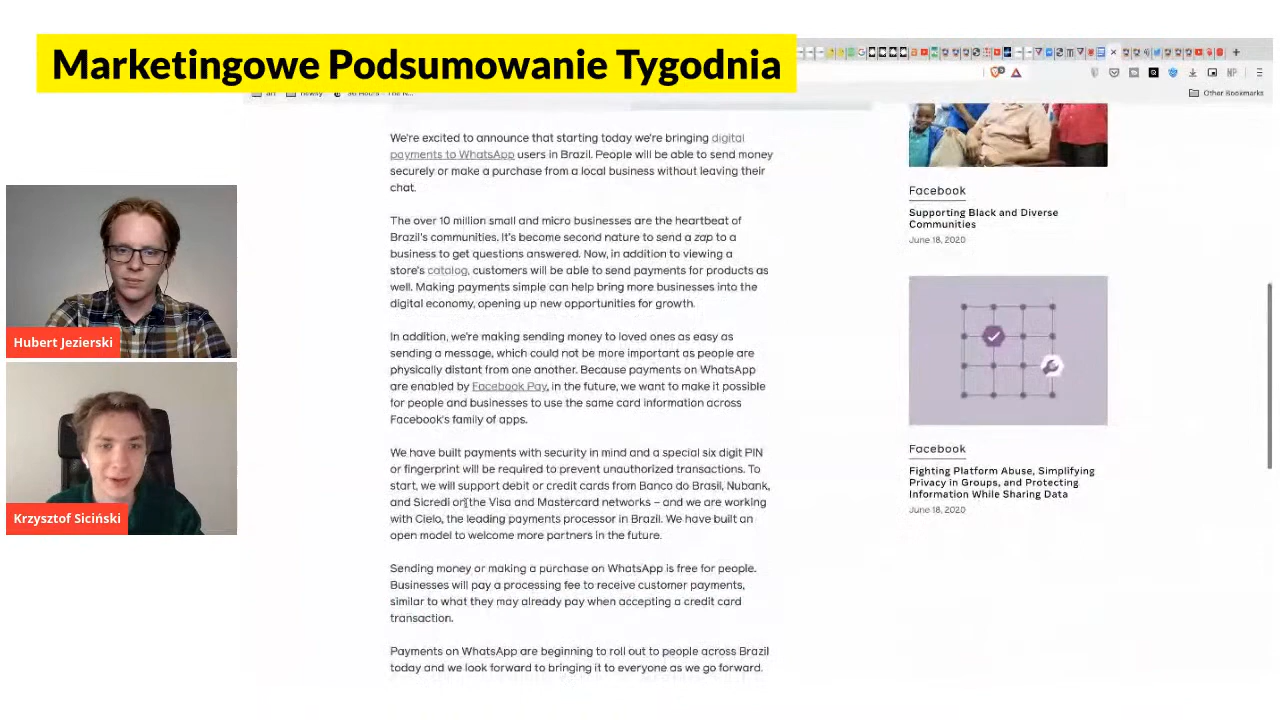 Marketingowe Podsumowanie Tygodnia
Other Bookmarks
We're excited to announce that starting today we're bringing digital
payments to WhatsApp users in Brazil. People will be able to send money
securely or make a purchase from a local business without leaving their
chat.
The over 10 million small and micro businesses are the heartbeat of
Brazil's communities. It's become second nature to send a zap to a
business to get questions answered. Now, in addition to viewing a
store's catalog, customers will be able to send payments for products as
well. Making payments simple can help bring more businesses into the
digital economy, opening up new opportunities for growth.
In addition, we're making sending money to loved ones as easy as
sending a message, which could not be more important as people are
physically distant from one another. Because payments on WhatsApp
are enabled by Facebook Pay, in the future, we want to make it possible
for people and businesses to use the same card information across
Facebook's family of apps.
We have built payments with security in mind and a special six digit PIN
or fingerprint will be required to prevent unauthorized transactions. To
start, we will support debit or credit cards from Banco do Brasil, Nubank,
and Sicredi on the Visa and Mastercard networks – and we are working
with Cielo, the leading payments processor in Brazil. We have built an
open model to welcome more partners in the future.
Sending money or making a purchase on WhatsApp is free for people.
Businesses will pay a processing fee to receive customer payments,
similar to what they may already pay when accepting a credit card
transaction.
Payments on WhatsApp are beginning to roll out to people across Brazil
today and we look forward to bringing it to everyone as we go forward.
Facebook
Supporting Black and Diverse
Communities
June 18, 2020
Facebook
Fighting Platform Abuse, Simplifying
Privacy in Groups, and Protecting
Information While Sharing Data
June 18, 2020
Hubert Jezierski
Krzysztof Siciński